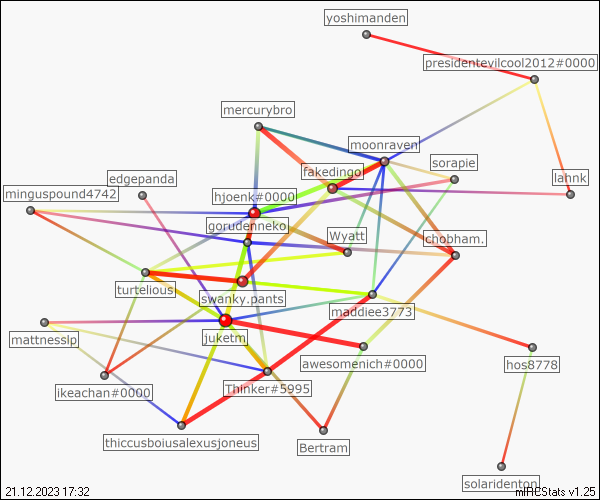 yoshimanden
presidentevilcool2012#0000
mercurybro
moonraven
sorapie
fakedingo
lahnk
edgepanda
minguspound4742
hjoenk#0000
gorudenneko
Wyatt
chobham.
turtelious
swanky.pants
maddiee3773
juketm
mattnesslp
awesomenich#0000
hos8778
ikeachan#0000
Thinker#5995
thiccusboiusalexusjoneus
Bertram
solaridenton
21.12.2023 17:32
mIRCStats v1.25